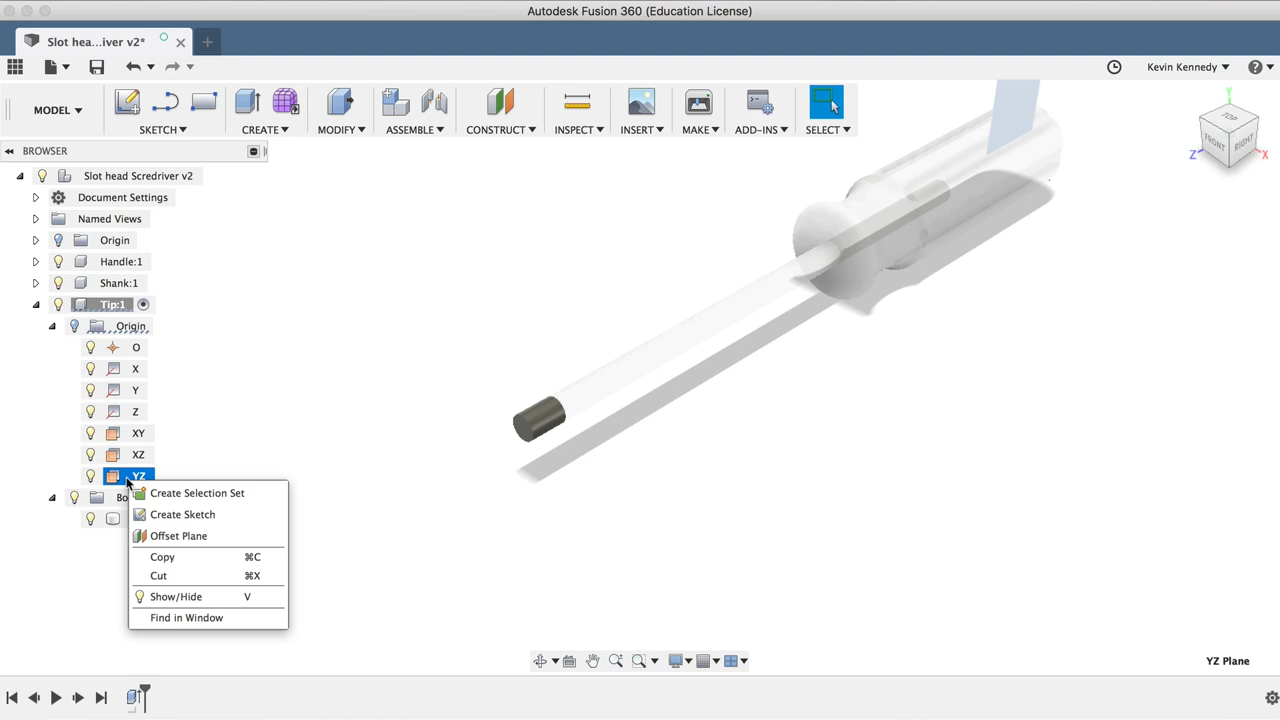 Autodesk Fusion 360 (Education License)
Slot hea...iver v2*
Kevin Kennedy
MODEL
SKETCH
CREATE
MODIFY
ASSEMBLE
CONSTRUCT
INSPECT
INSERT
MAKE
ADD-INS
SELECT
BROWSER
Y
TOP
FRONT
RIGHT
Z
X
Slot head Scredriver v2
Document Settings
Named Views
Origin
Handle:1
Shank:1
Tip:1
Origin
O
X
Y
Z
XY
XZ
YZ
Create Selection Set
Bo
Create Sketch
Offset Plane
Copy ⌘C
Cut ⌘X
Show/Hide V
Find in Window
YZ Plane